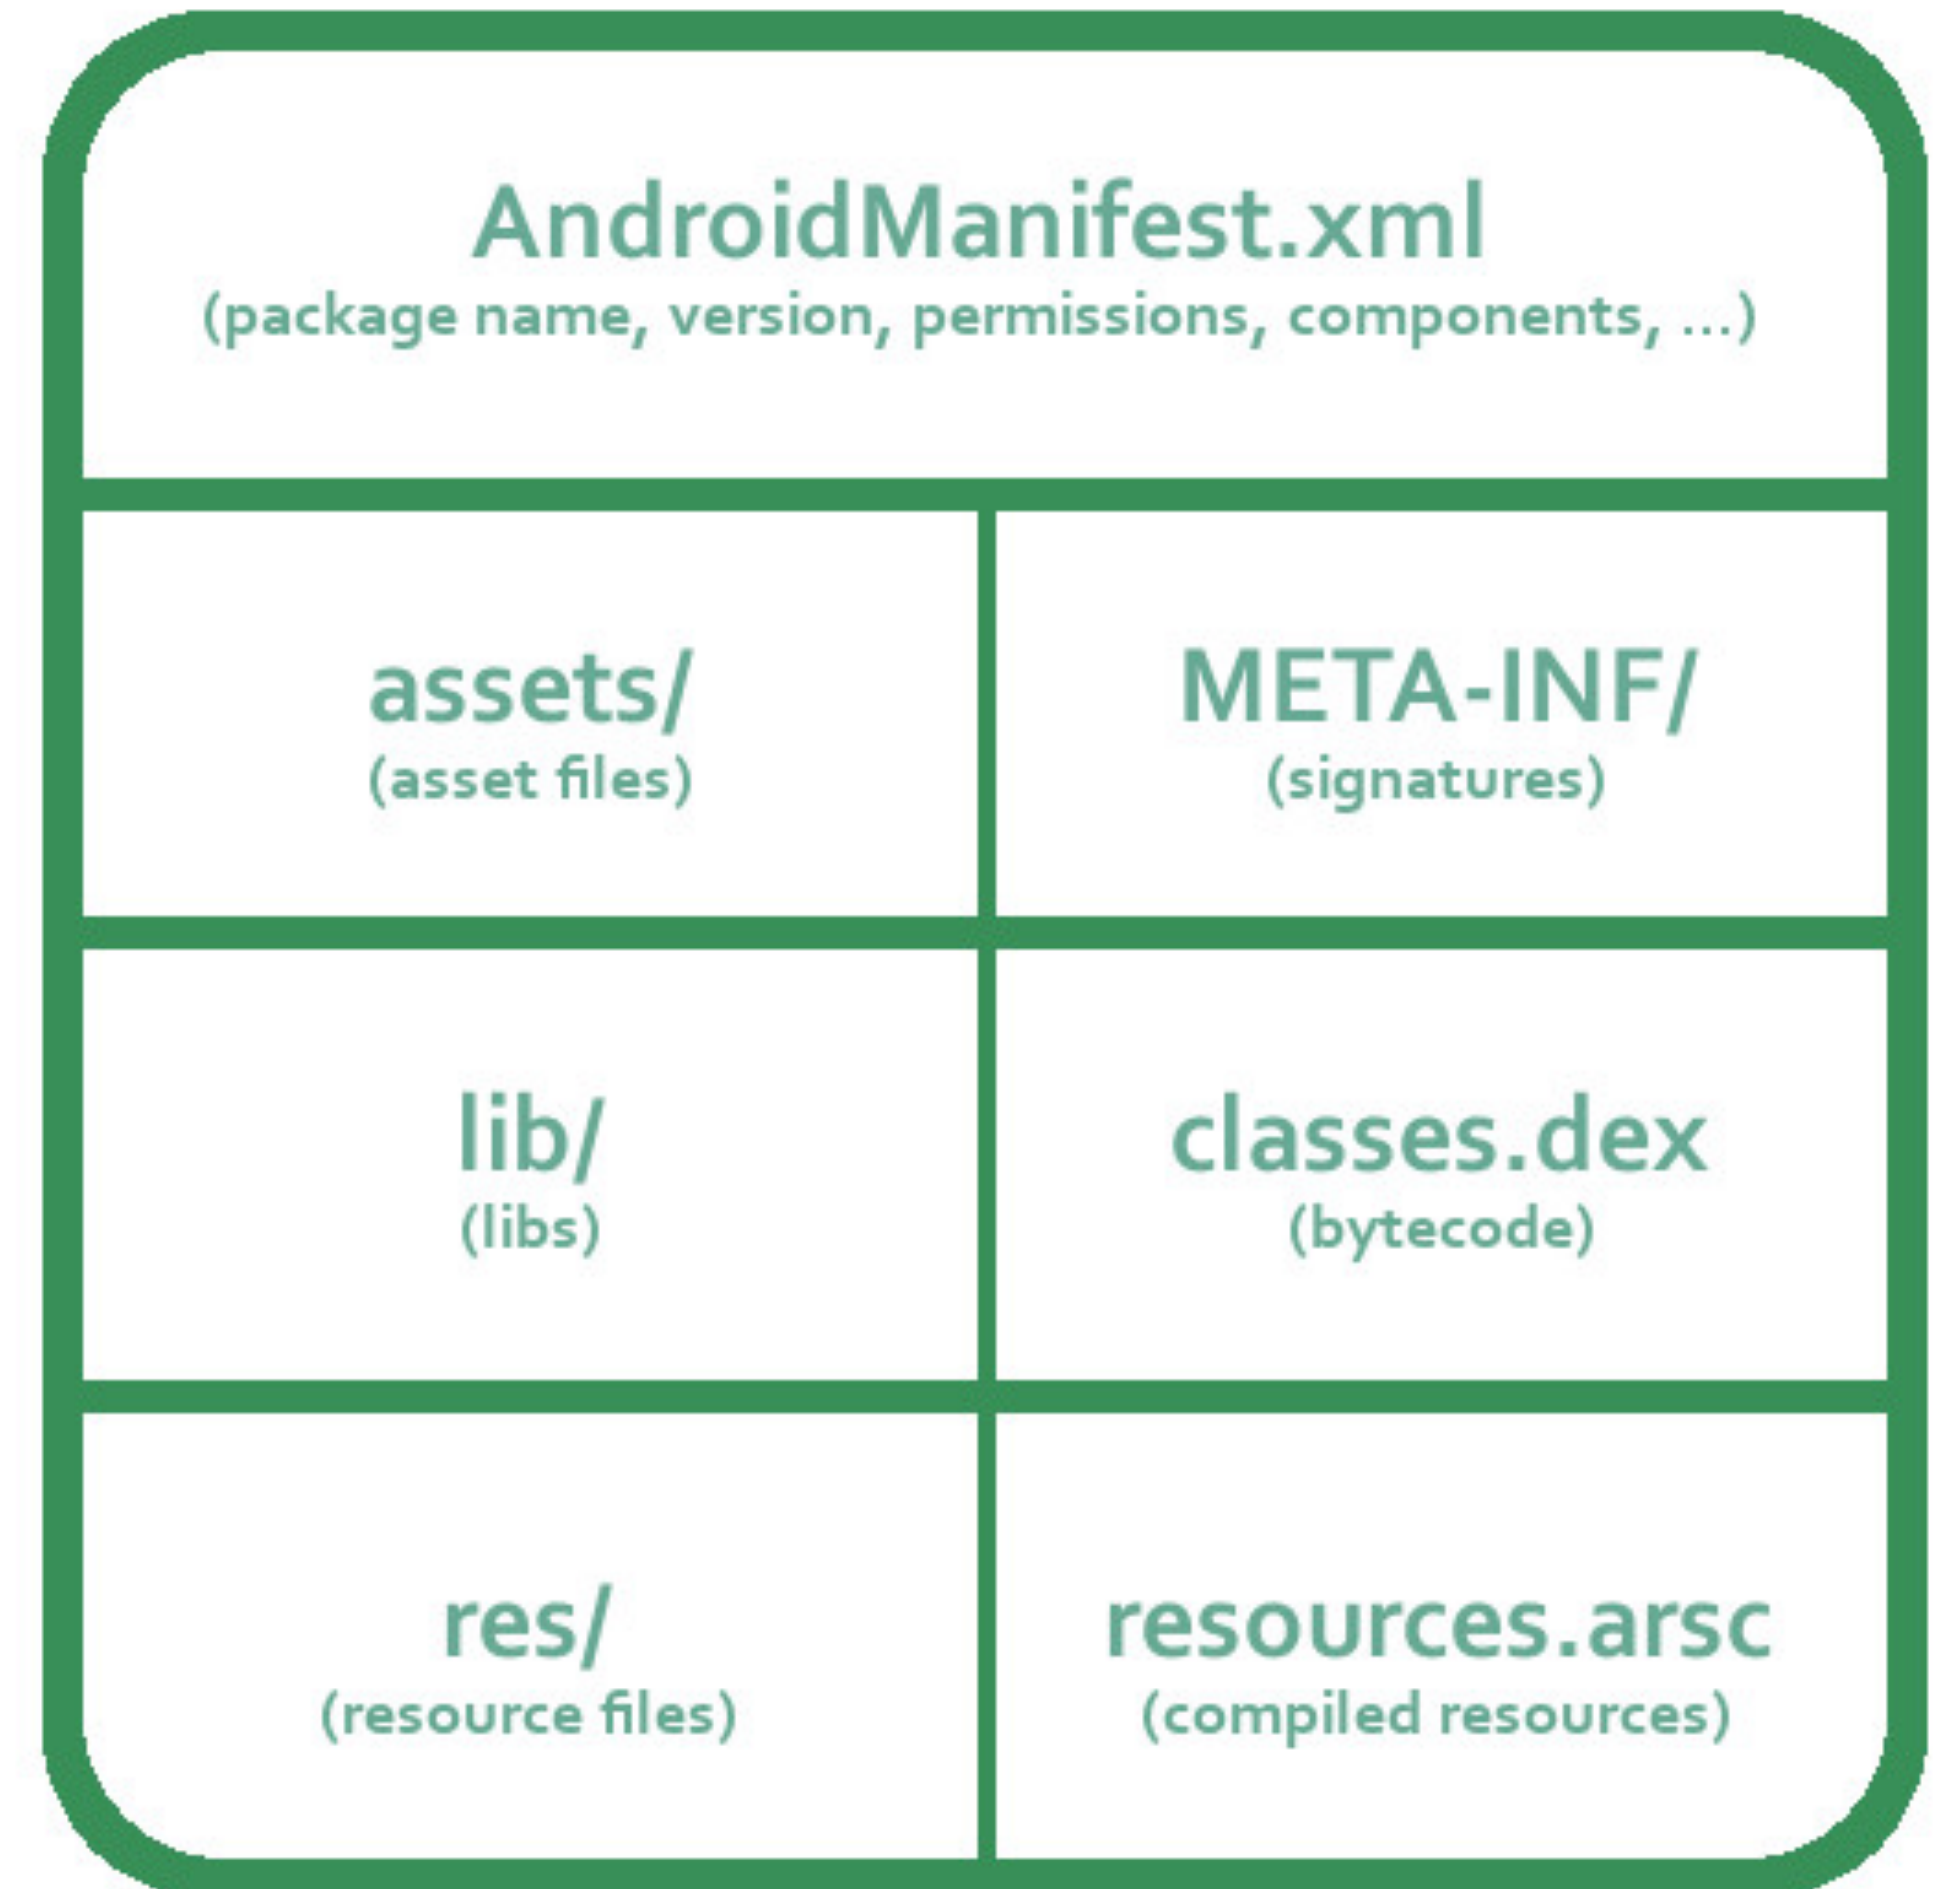 AndroidManifest.xml
(package name, version, permissions, components, ...)
assets/
(asset files)
META-INF/
(signatures)
lib/
(libs)
classes.dex
(bytecode)
res/
(resource files)
resources.arsc
(compiled resources)